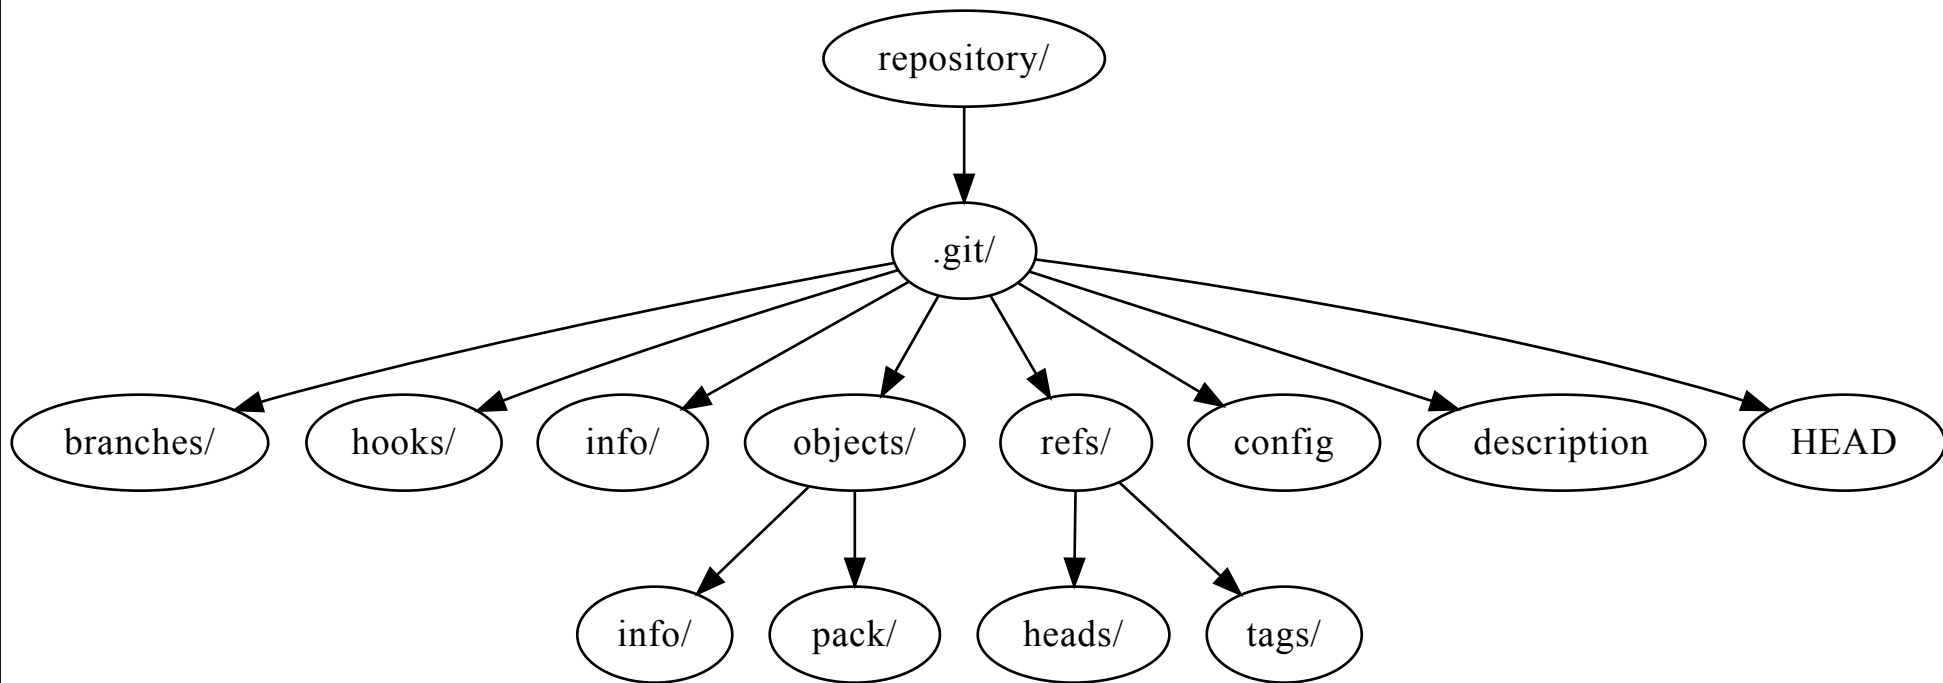 repository/
.git/
branches/
hooks/
info/
objects/
refs/
config
description
HEAD
info/
pack/
heads/
tags/